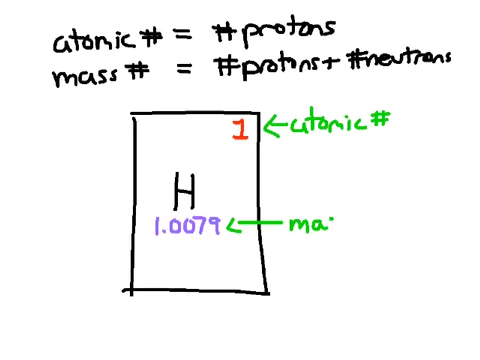 atomic # = # protons
mass # = # protons + # neutrons
1 ← atomic #
H
1.0079 ← ma